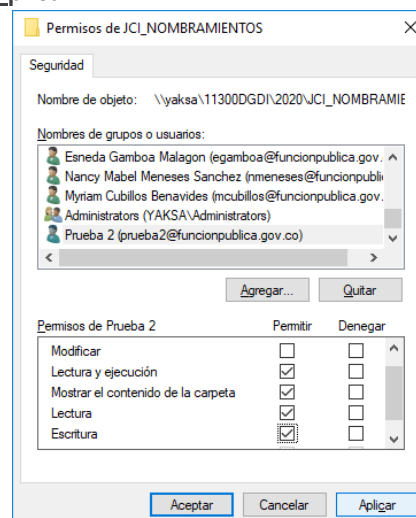 Permisos de JCI_NOMBRAMIENTOS
Seguridad
Nombre de objeto: \\yaksa\11300DGDI\2020\JCI_NOMBRAMIE
Nombres de grupos o usuarios:
Esneda Gamboa Malagon (egamboa@funcionpublica.gov.
Nancy Mabel Meneses Sanchez (nmeneses@funcionpubli
Myriam Cubillos Benavides (mcubillos@funcionpublica.gov.
Administrators (YAKSA\Administrators)
Prueba 2 (prueba2@funcionpublica.gov.co)
Agregar... Quitar
Permisos de Prueba 2 Permitir Denegar
Modificar
Lectura y ejecución
Mostrar el contenido de la carpeta
Lectura
Escritura
Aceptar Cancelar Aplicar